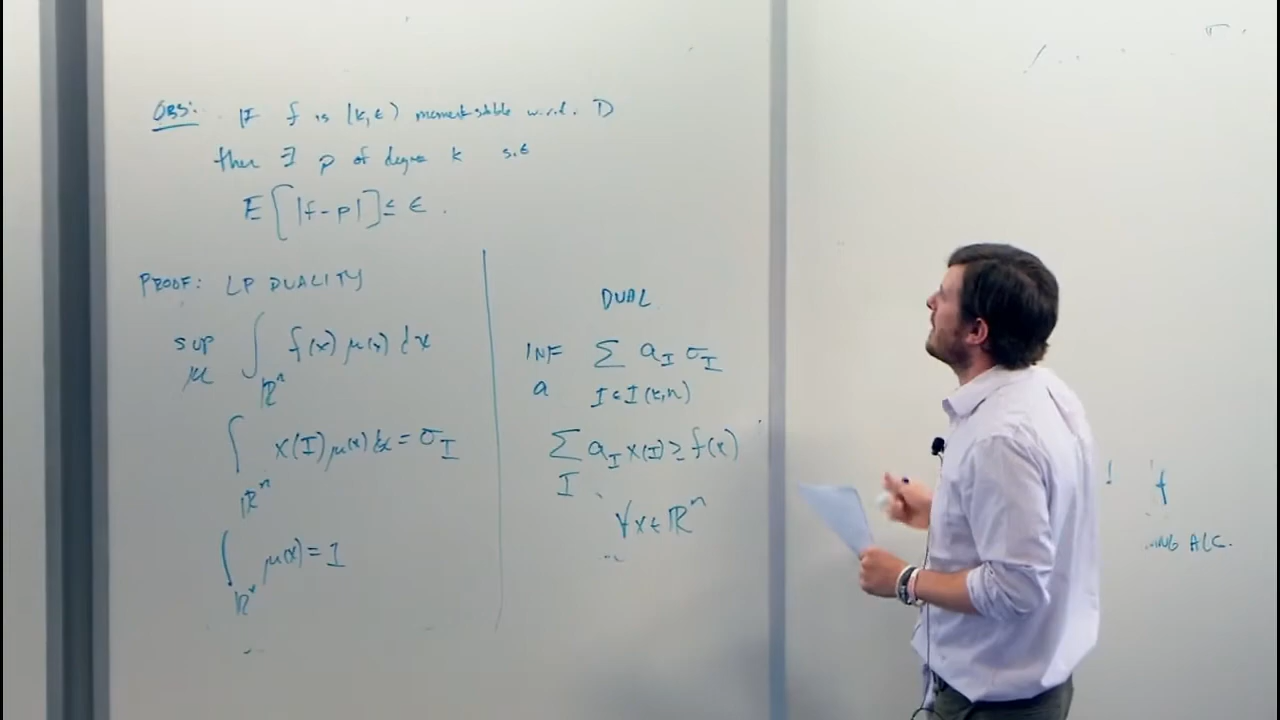 OBS: IF f is (k,ϵ) moment stable w.r.t. D
then ∃ p of degree k s.t
E[|f-p|] ≤ ϵ.
PROOF: LP DUALITY
sup ∫ f(x) μ(x) dx
μ ℝⁿ
∫ x(I) μ(x) dx = σ_I
ℝⁿ
∫ μ(x) = 1
ℝⁿ
DUAL
INF Σ a_I σ_I
a I∈I(k,n)
Σ a_I x(I) ≥ f(x)
I
∀x∈ℝⁿ
f
ALG.